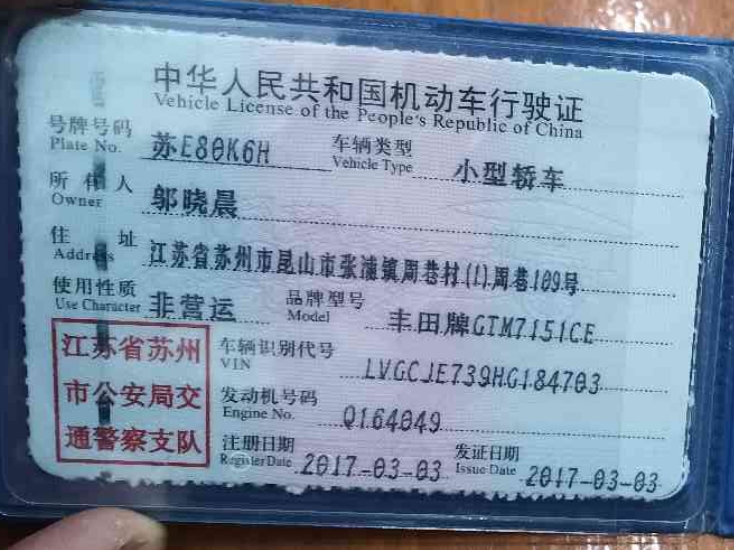 中华人民共和国机动车行驶证
Vehicle License of the People's Republic of China
号牌号码 苏E80K6H 车辆类型 小型轿车
Plate No. Vehicle Type
所有人 邬晓晨
Owner
住址 江苏省苏州市昆山市张浦镇周巷村(1)周巷109号
Address
使用性质 非营运 品牌型号 丰田牌GTM7151CE
Use Character Model
江苏省苏州 车辆识别代号 LVGCJE739HG184703
VIN
市公安局交 发动机号码 Q164049
Engine No.
通警察支队 注册日期 2017-03-03 发证日期 2017-03-03
Register Date Issue Date